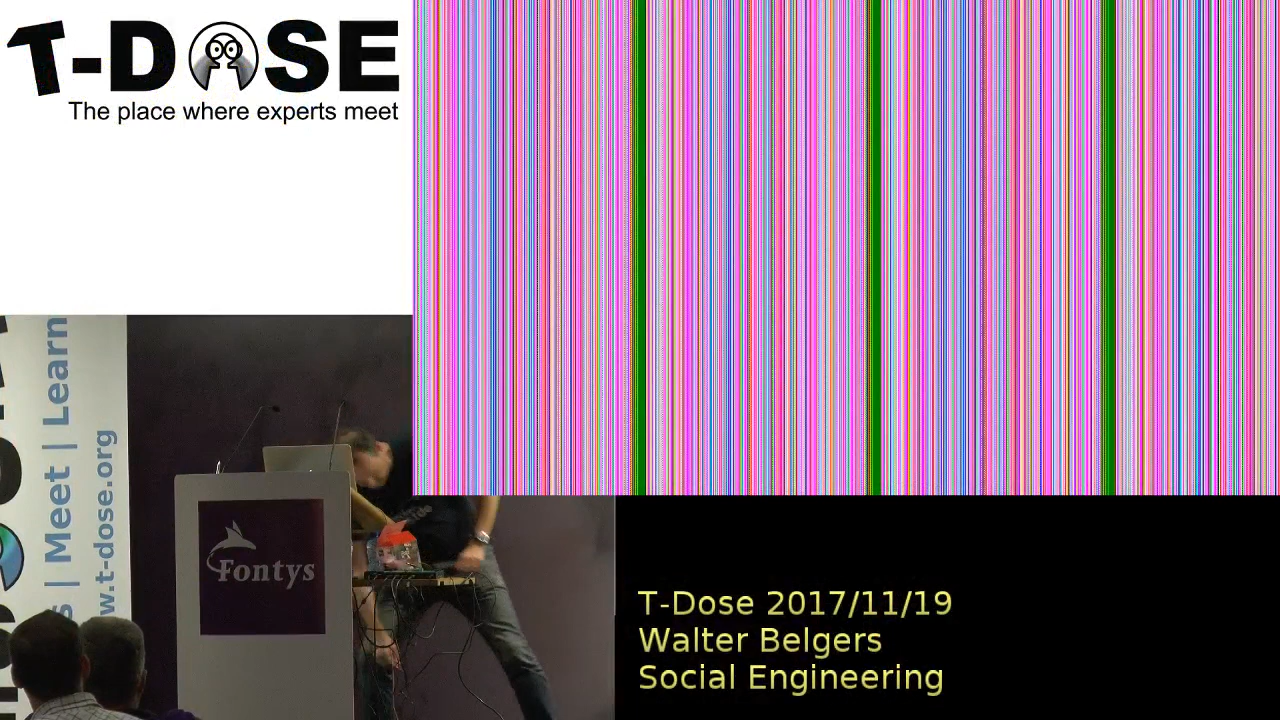 T-DOSE
The place where experts meet
s | Meet | Learn
w.t-dose.org
Fontys
T-Dose 2017/11/19
Walter Belgers
Social Engineering